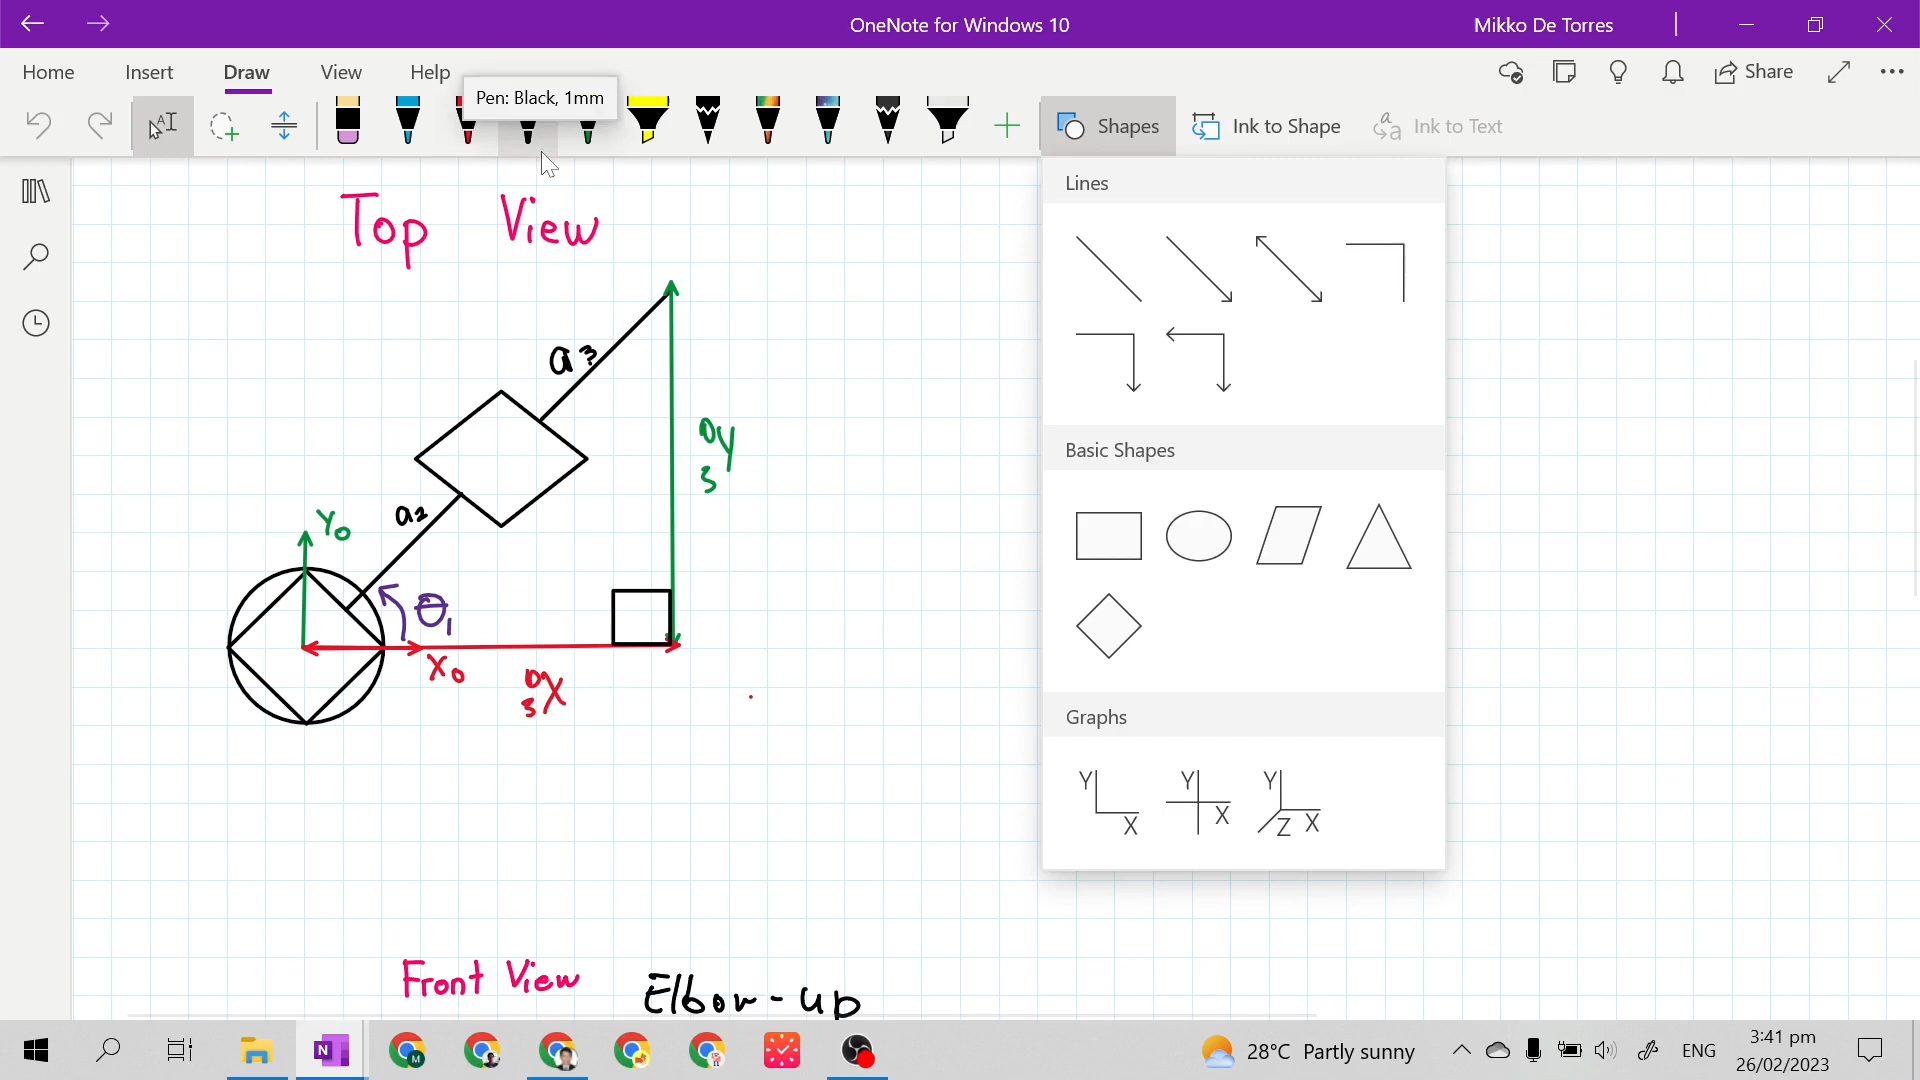 OneNote for Windows 10
Mikko De Torres
Home Insert Draw View Help
Share
Pen: Black, 1mm
Shapes
Ink to Shape
Ink to Text
Top View
a3
a2
Y0
θ1
X0
0Y
3
0X
3
Front View
Elbow-up
Lines
Basic Shapes
Graphs
Y X
Y X
Y Z X
28°C Partly sunny
ENG
3:41 pm
26/02/2023